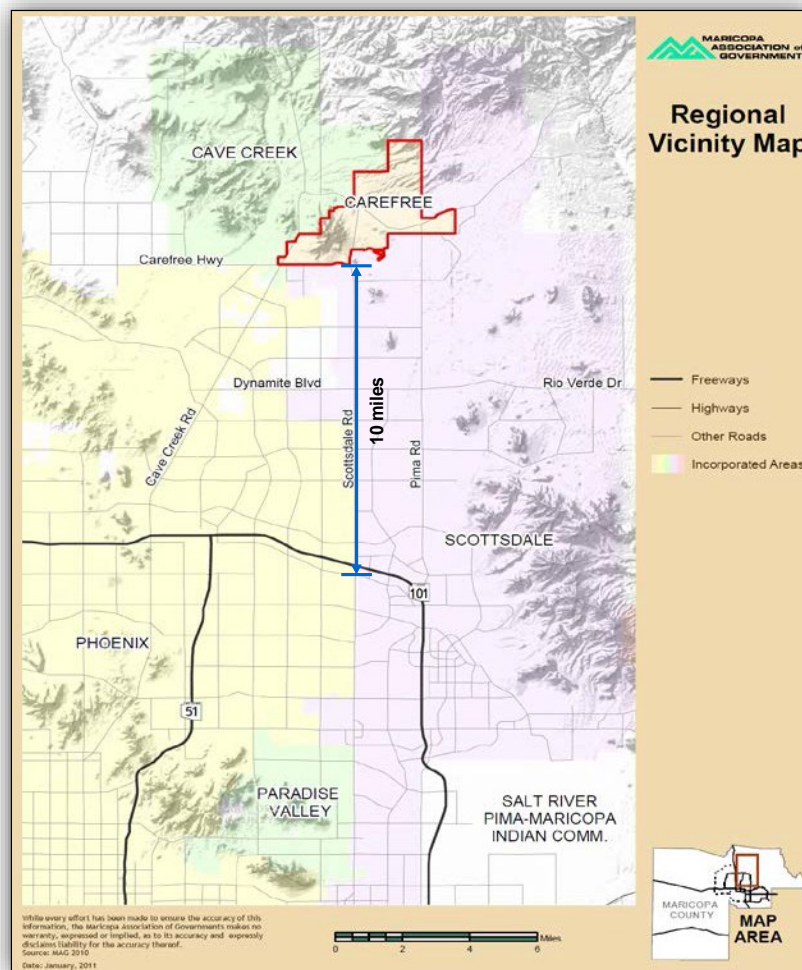 MARICOPA
ASSOCIATION of
GOVERNMENTS
Regional
Vicinity Map
CAVE CREEK
CAREFREE
Carefree Hwy
Dynamite Blvd
Rio Verde Dr
Cave Creek Rd
Scottsdale Rd
10 miles
Pima Rd
Freeways
Highways
Other Roads
Incorporated Areas
SCOTTSDALE
101
PHOENIX
51
PARADISE
VALLEY
SALT RIVER
PIMA-MARICOPA
INDIAN COMM.
MARICOPA
COUNTY
MAP
AREA
While every effort has been made to ensure the accuracy of this
information, the Maricopa Association of Governments makes no
warranty, expressed or implied, as to its accuracy and expressly
disclaims liability for the accuracy thereof.
Source: MAG 2010
Date: January, 2011
0 2 4 6 Miles